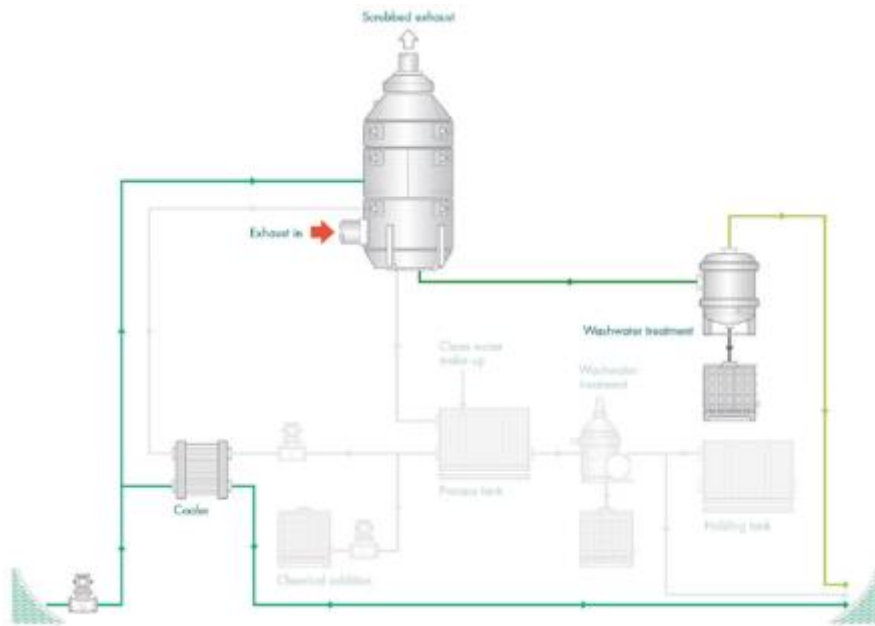 Scrubbed exhaust
Exhaust in
Washwater treatment
Clean water
make-up
Washwater
treatment
Process tank
Cooler
Holding tank
Chemical addition